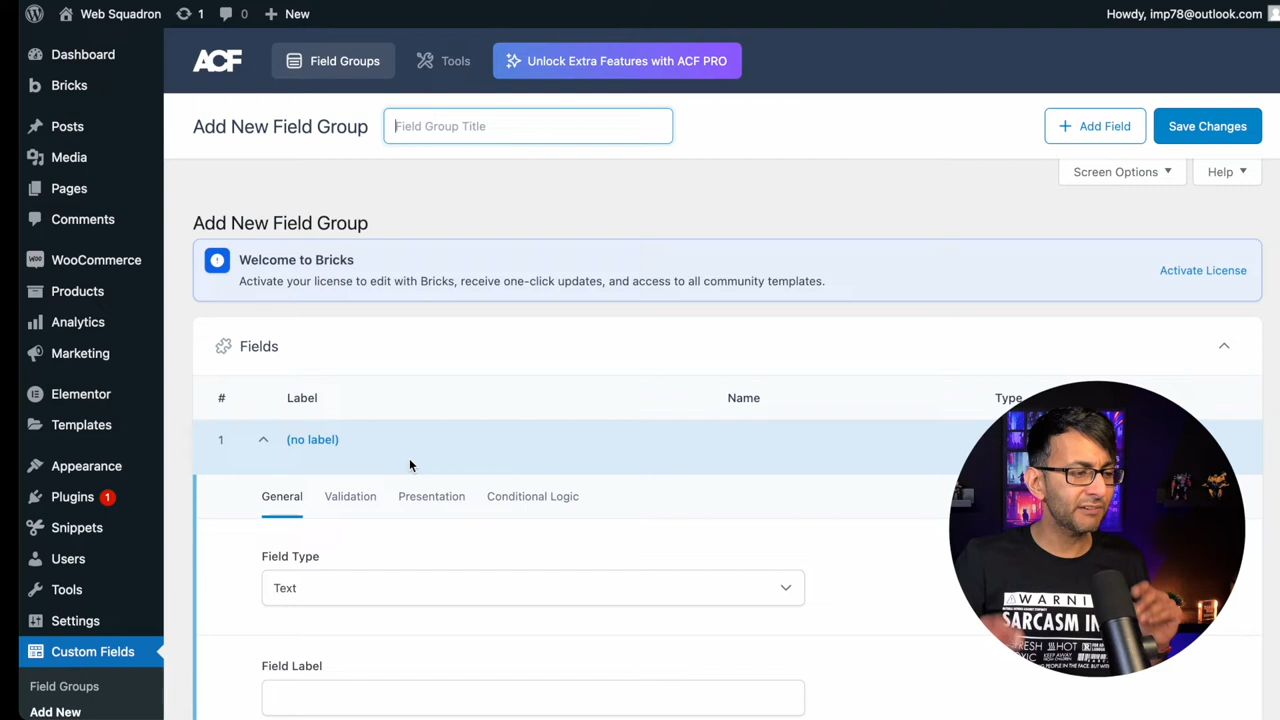 Web Squadron
1
0
New
Howdy, imp78@outlook.com
Dashboard
Bricks
Posts
Media
Pages
Comments
WooCommerce
Products
Analytics
Marketing
Elementor
Templates
Appearance
Plugins 1
Snippets
Users
Tools
Settings
Custom Fields
Field Groups
Add New
ACF
Field Groups
Tools
Unlock Extra Features with ACF PRO
Add New Field Group
Field Group Title
Add Field
Save Changes
Screen Options
Help
Add New Field Group
Welcome to Bricks
Activate your license to edit with Bricks, receive one-click updates, and access to all community templates.
Activate License
Fields
# Label Name Type
1 (no label)
General Validation Presentation Conditional Logic
Field Type
Text
Field Label
WARNI
SARCASM IN
FRESH HOT